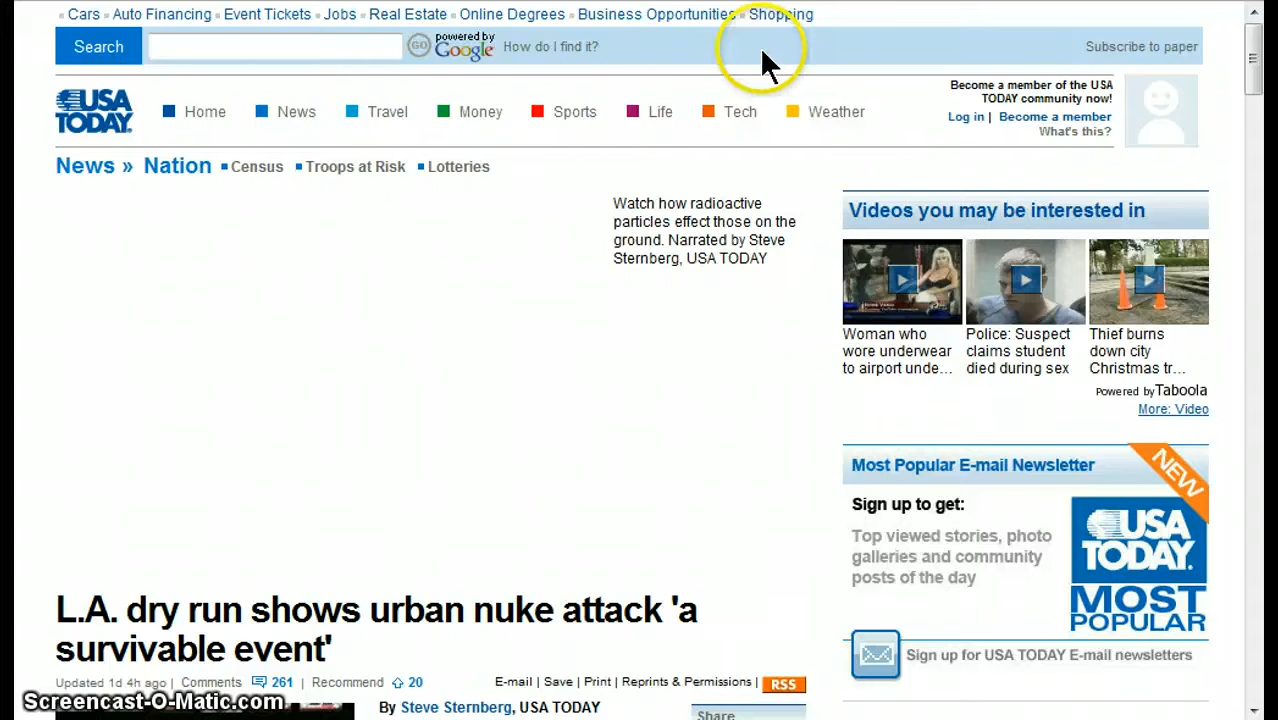 Cars Auto Financing Event Tickets Jobs Real Estate Online Degrees Business Opportunities Shopping
Search GO powered by Google How do I find it? Subscribe to paper
USA TODAY
Home News Travel Money Sports Life Tech Weather
Become a member of the USA
TODAY community now!
Log in | Become a member
What's this?
News » Nation Census Troops at Risk Lotteries
Watch how radioactive
particles effect those on the
ground. Narrated by Steve
Sternberg, USA TODAY
Videos you may be interested in
Woman who
wore underwear
to airport unde...
Police: Suspect
claims student
died during sex
Thief burns
down city
Christmas tr...
Powered by Taboola
More: Video
Most Popular E-mail Newsletter
NEW
Sign up to get:
Top viewed stories, photo
galleries and community
posts of the day
USA
TODAY.
MOST
POPULAR
Sign up for USA TODAY E-mail newsletters
L.A. dry run shows urban nuke attack 'a
survivable event'
Updated 1d 4h ago | Comments 261 | Recommend 20
E-mail | Save | Print | Reprints & Permissions | RSS
By Steve Sternberg, USA TODAY
Share
Screencast-O-Matic.com